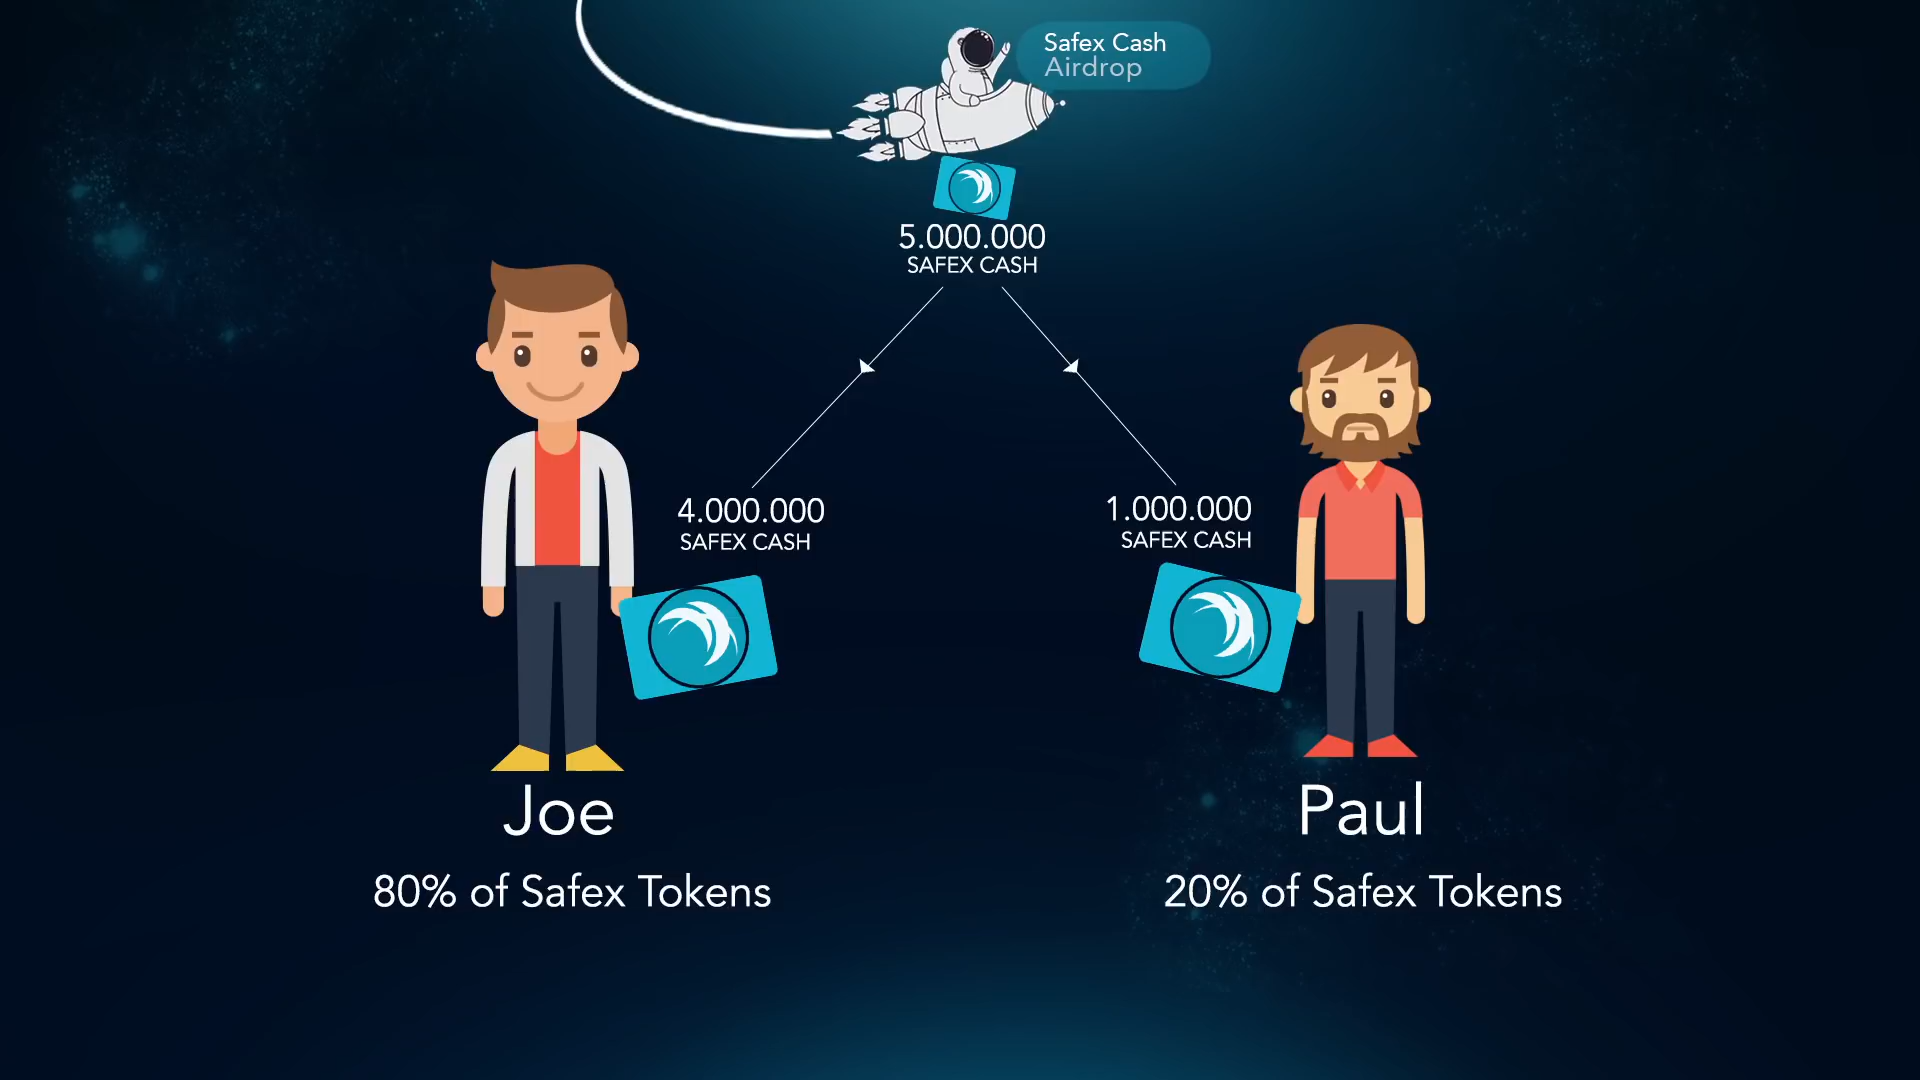 Safex Cash
Airdrop
5.000.000
SAFEX CASH
4.000.000
SAFEX CASH
1.000.000
SAFEX CASH
Joe
80% of Safex Tokens
Paul
20% of Safex Tokens